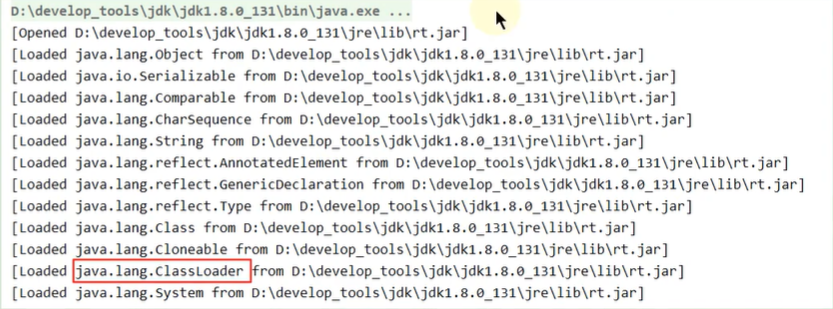 D:\develop_tools\jdk\jdk1.8.0_131\bin\java.exe ...
[Opened D:\develop_tools\jdk\jdk1.8.0_131\jre\lib\rt.jar]
[Loaded java.lang.Object from D:\develop_tools\jdk\jdk1.8.0_131\jre\lib\rt.jar]
[Loaded java.io.Serializable from D:\develop_tools\jdk\jdk1.8.0_131\jre\lib\rt.jar]
[Loaded java.lang.Comparable from D:\develop_tools\jdk\jdk1.8.0_131\jre\lib\rt.jar]
[Loaded java.lang.CharSequence from D:\develop_tools\jdk\jdk1.8.0_131\jre\lib\rt.jar]
[Loaded java.lang.String from D:\develop_tools\jdk\jdk1.8.0_131\jre\lib\rt.jar]
[Loaded java.lang.reflect.AnnotatedElement from D:\develop_tools\jdk\jdk1.8.0_131\jre\lib\rt.jar]
[Loaded java.lang.reflect.GenericDeclaration from D:\develop_tools\jdk\jdk1.8.0_131\jre\lib\rt.jar]
[Loaded java.lang.reflect.Type from D:\develop_tools\jdk\jdk1.8.0_131\jre\lib\rt.jar]
[Loaded java.lang.Class from D:\develop_tools\jdk\jdk1.8.0_131\jre\lib\rt.jar]
[Loaded java.lang.Cloneable from D:\develop_tools\jdk\jdk1.8.0_131\jre\lib\rt.jar]
[Loaded java.lang.ClassLoader from D:\develop_tools\jdk\jdk1.8.0_131\jre\lib\rt.jar]
[Loaded java.lang.System from D:\develop_tools\jdk\jdk1.8.0_131\jre\lib\rt.jar]